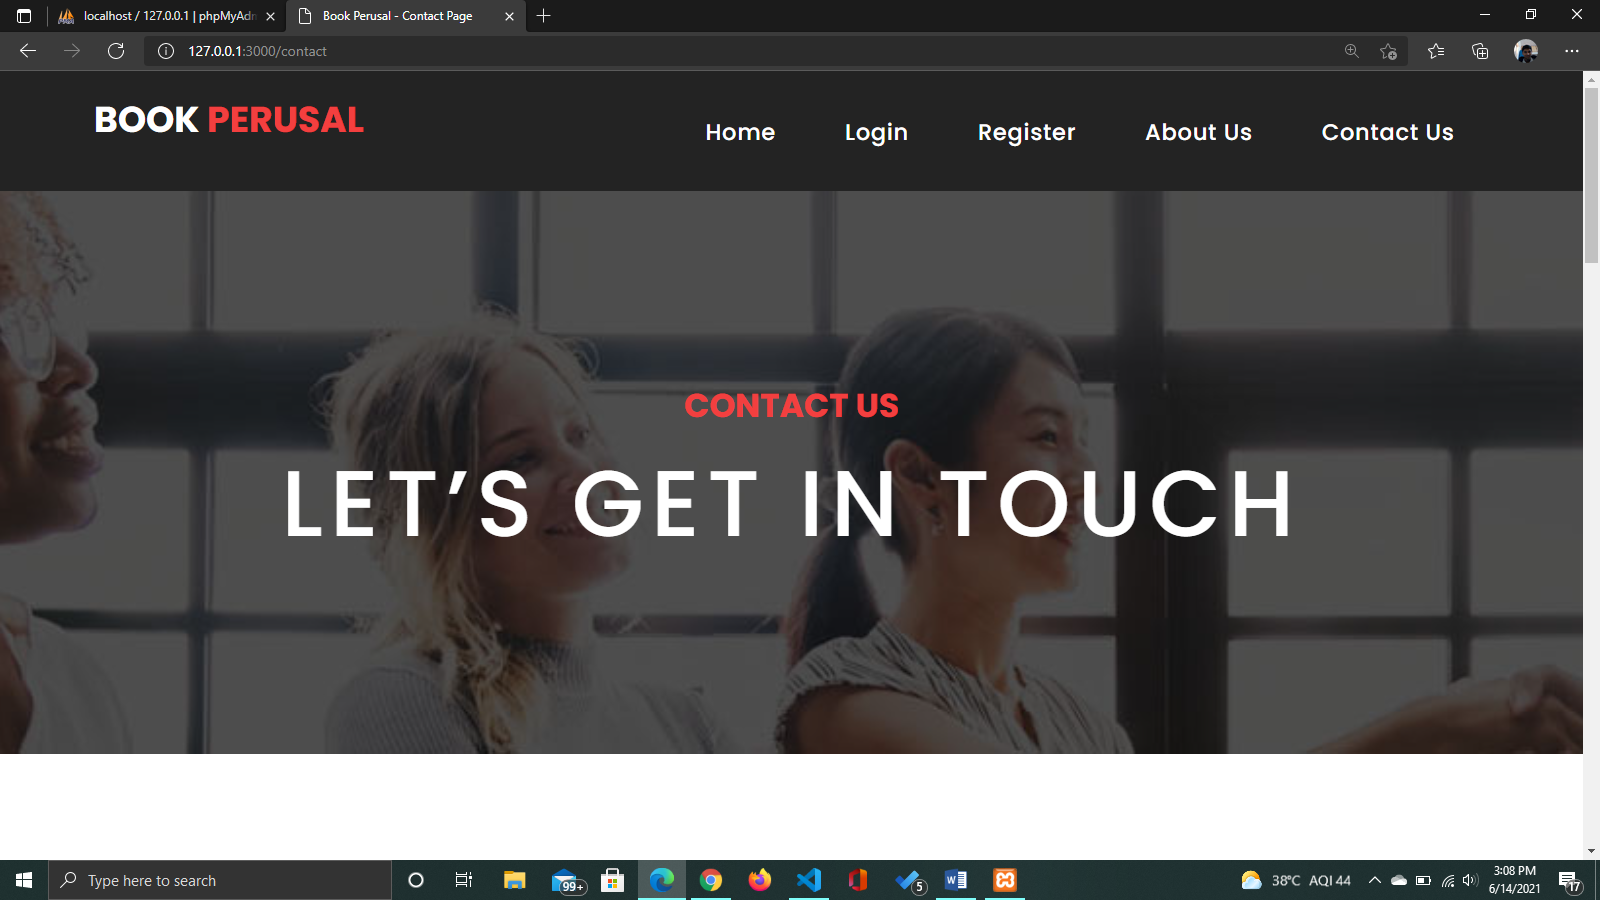 localhost / 127.0.0.1 | phpMyAdm
Book Perusal - Contact Page
127.0.0.1:3000/contact
BOOK PERUSAL
Home
Login
Register
About Us
Contact Us
CONTACT US
LET’S GET IN TOUCH
Type here to search
99+
5
38°C AQI 44
3:08 PM
6/14/2021
17